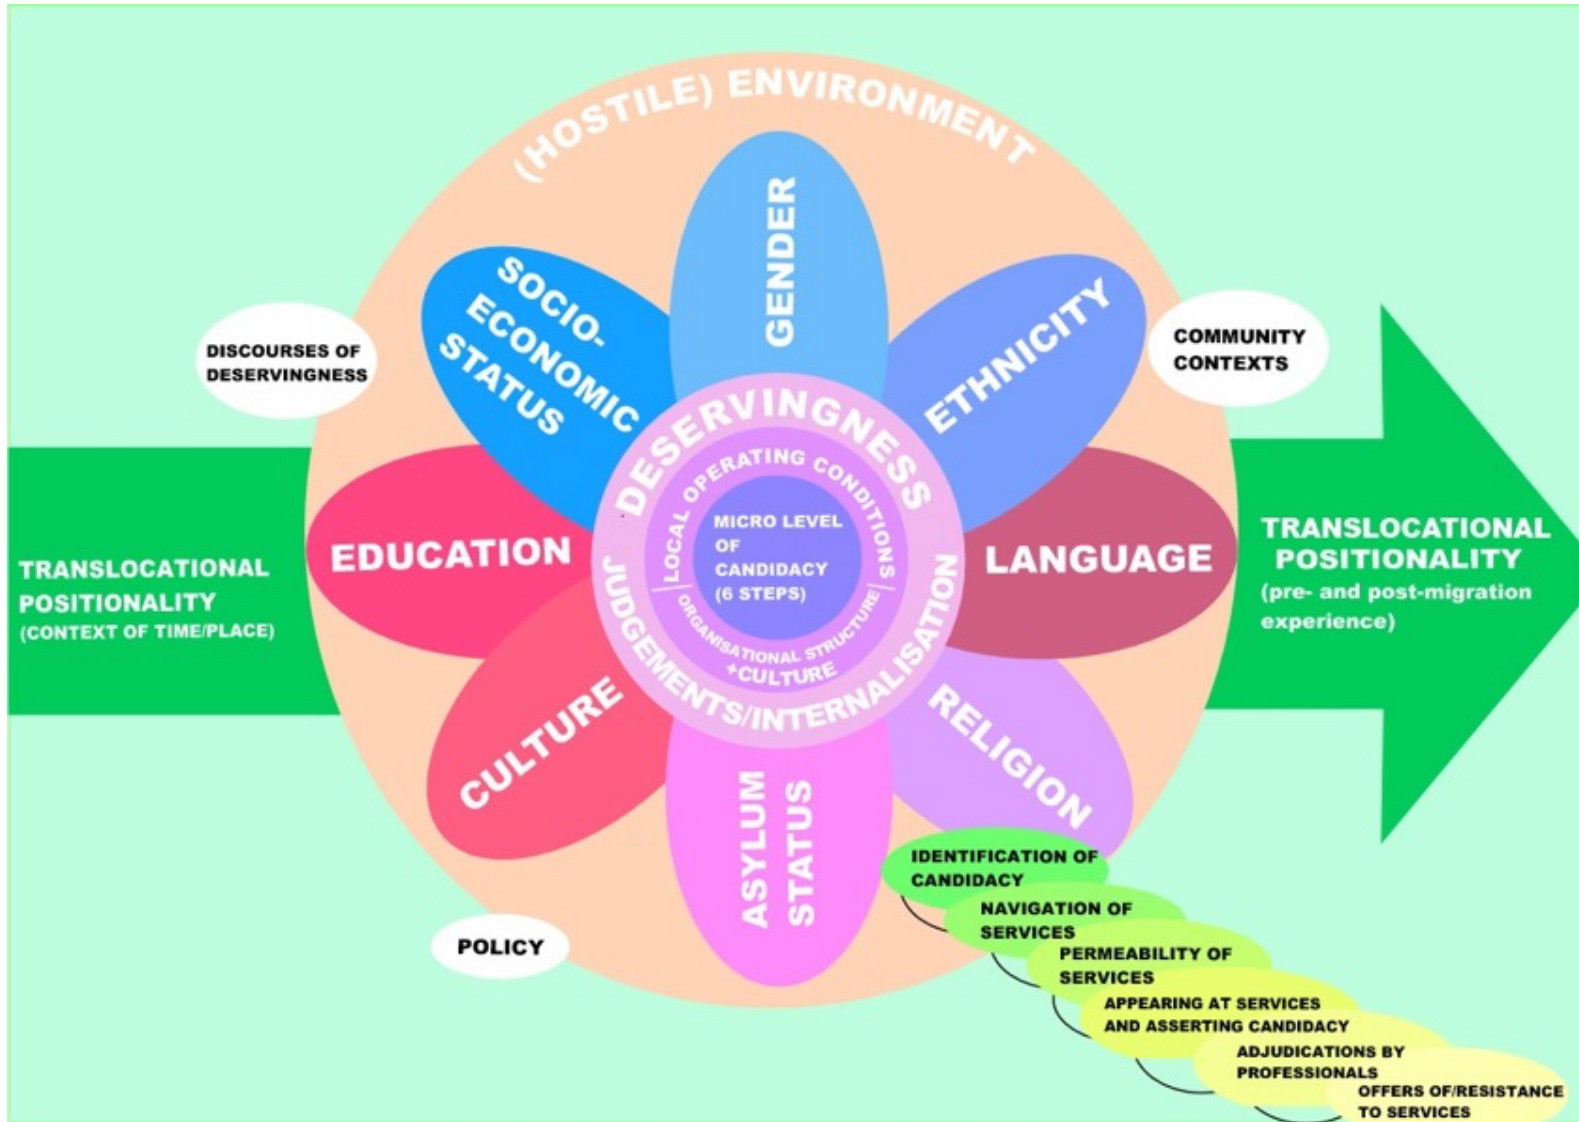 (HOSTILE) ENVIRONMENT
GENDER
SOCIO-
ECONOMIC
STATUS
ETHNICITY
DISCOURSES OF
DESERVINGNESS
COMMUNITY
CONTEXTS
EDUCATION
LANGUAGE
DESERVINGNESS
JUDGEMENTS/INTERNALISATION
LOCAL OPERATING CONDITIONS
ORGANISATIONAL STRUCTURE
+CULTURE
MICRO LEVEL
OF
CANDIDACY
(6 STEPS)
TRANSLOCATIONAL
POSITIONALITY
(CONTEXT OF TIME/PLACE)
TRANSLOCATIONAL
POSITIONALITY
(pre- and post-migration
experience)
CULTURE
ASYLUM
STATUS
RELIGION
POLICY
IDENTIFICATION OF
CANDIDACY
NAVIGATION OF
SERVICES
PERMEABILITY OF
SERVICES
APPEARING AT SERVICES
AND ASSERTING CANDIDACY
ADJUDICATIONS BY
PROFESSIONALS
OFFERS OF/RESISTANCE
TO SERVICES